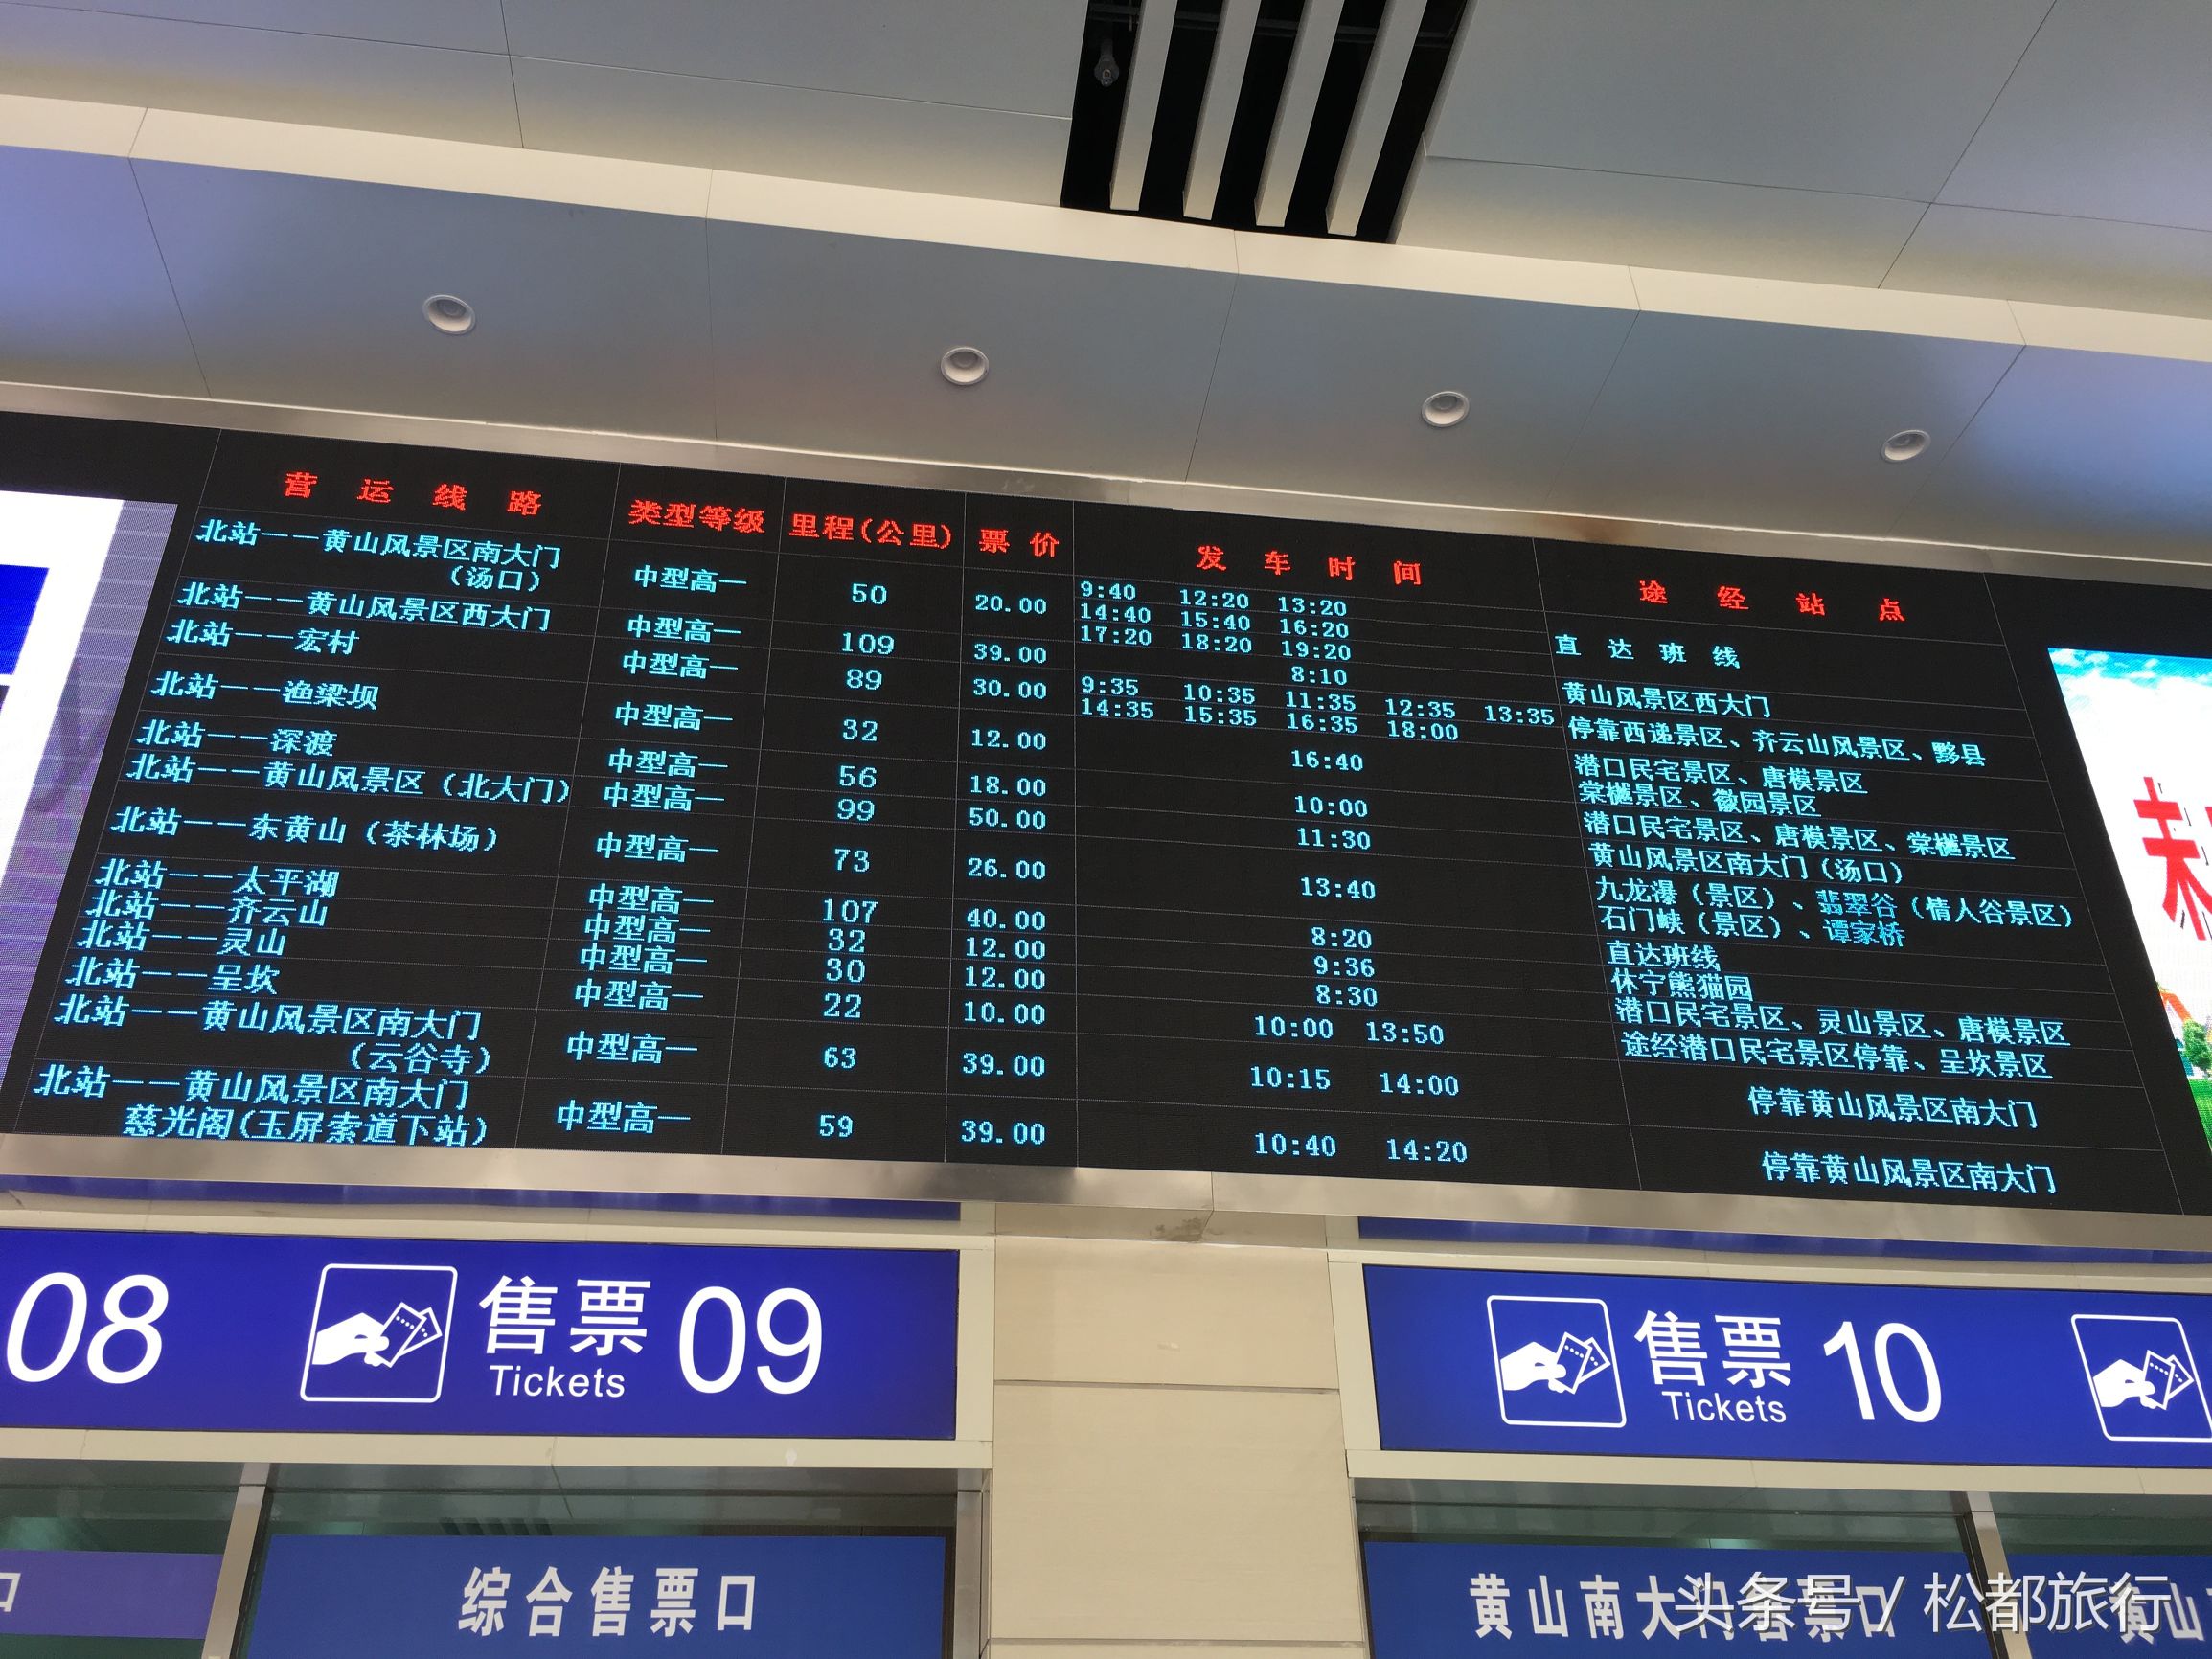 营运线路 类型等级 里程(公里) 票价 发车时间 途经站点
北站——黄山风景区南大门 (汤口) 中型高一 50 20.00 9:40 12:20 13:20 直达班线
14:40 15:40 16:20
17:20 18:20 19:20
北站——黄山风景区西大门 中型高一 109 39.00 8:10 黄山风景区西大门
北站——宏村 中型高一 89 30.00 9:35 10:35 11:35 12:35 13:35 停靠西递景区、齐云山风景区、黟县
14:35 15:35 16:35 18:00
北站——渔梁坝 中型高一 32 12.00 16:40 潜口民宅景区、唐模景区
棠樾景区、徽园景区
北站——深渡 中型高一 56 18.00 10:00 潜口民宅景区、唐模景区、棠樾景区
北站——黄山风景区（北大门） 中型高一 99 50.00 11:30 黄山风景区南大门（汤口）
北站——东黄山（茶林场） 中型高一 73 26.00 13:40 九龙瀑（景区）、翡翠谷（情人谷景区）
石门峡（景区）、谭家桥
北站——太平湖 中型高一 107 40.00 8:20 直达班线
北站——齐云山 中型高一 32 12.00 9:36 休宁熊猫园
北站——灵山 中型高一 30 12.00 8:30 潜口民宅景区、灵山景区、唐模景区
北站——呈坎 中型高一 22 10.00 10:00 13:50 途经潜口民宅景区停靠、呈坎景区
北站——黄山风景区南大门 中型高一 63 39.00 10:15 14:00 停靠黄山风景区南大门
(云谷寺)
北站——黄山风景区南大门 中型高一 59 39.00 10:40 14:20 停靠黄山风景区南大门
慈光阁(玉屏索道下站)
08 售票 09 售票 10
Tickets Tickets
口 综合售票口 黄山南大门售票口 黄山
头条号 / 松都旅行